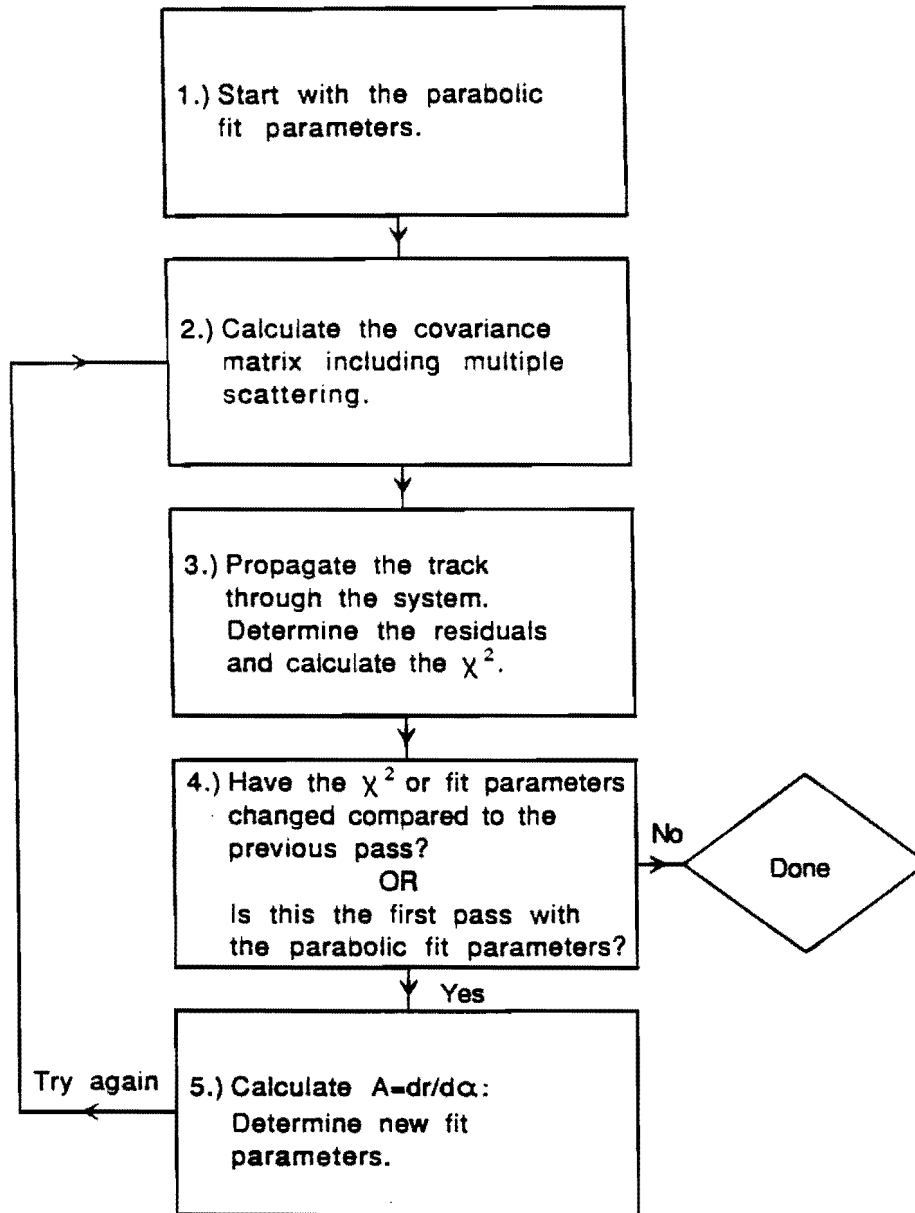 1.) Start with the parabolic
fit parameters.
2.) Calculate the covariance
matrix including multiple
scattering.
3.) Propagate the track
through the system.
Determine the residuals
and calculate the χ².
4.) Have the χ² or fit parameters
changed compared to the
previous pass?
OR
Is this the first pass with
the parabolic fit parameters?
No
Done
Yes
Try again
5.) Calculate A=dr/dα:
Determine new fit
parameters.